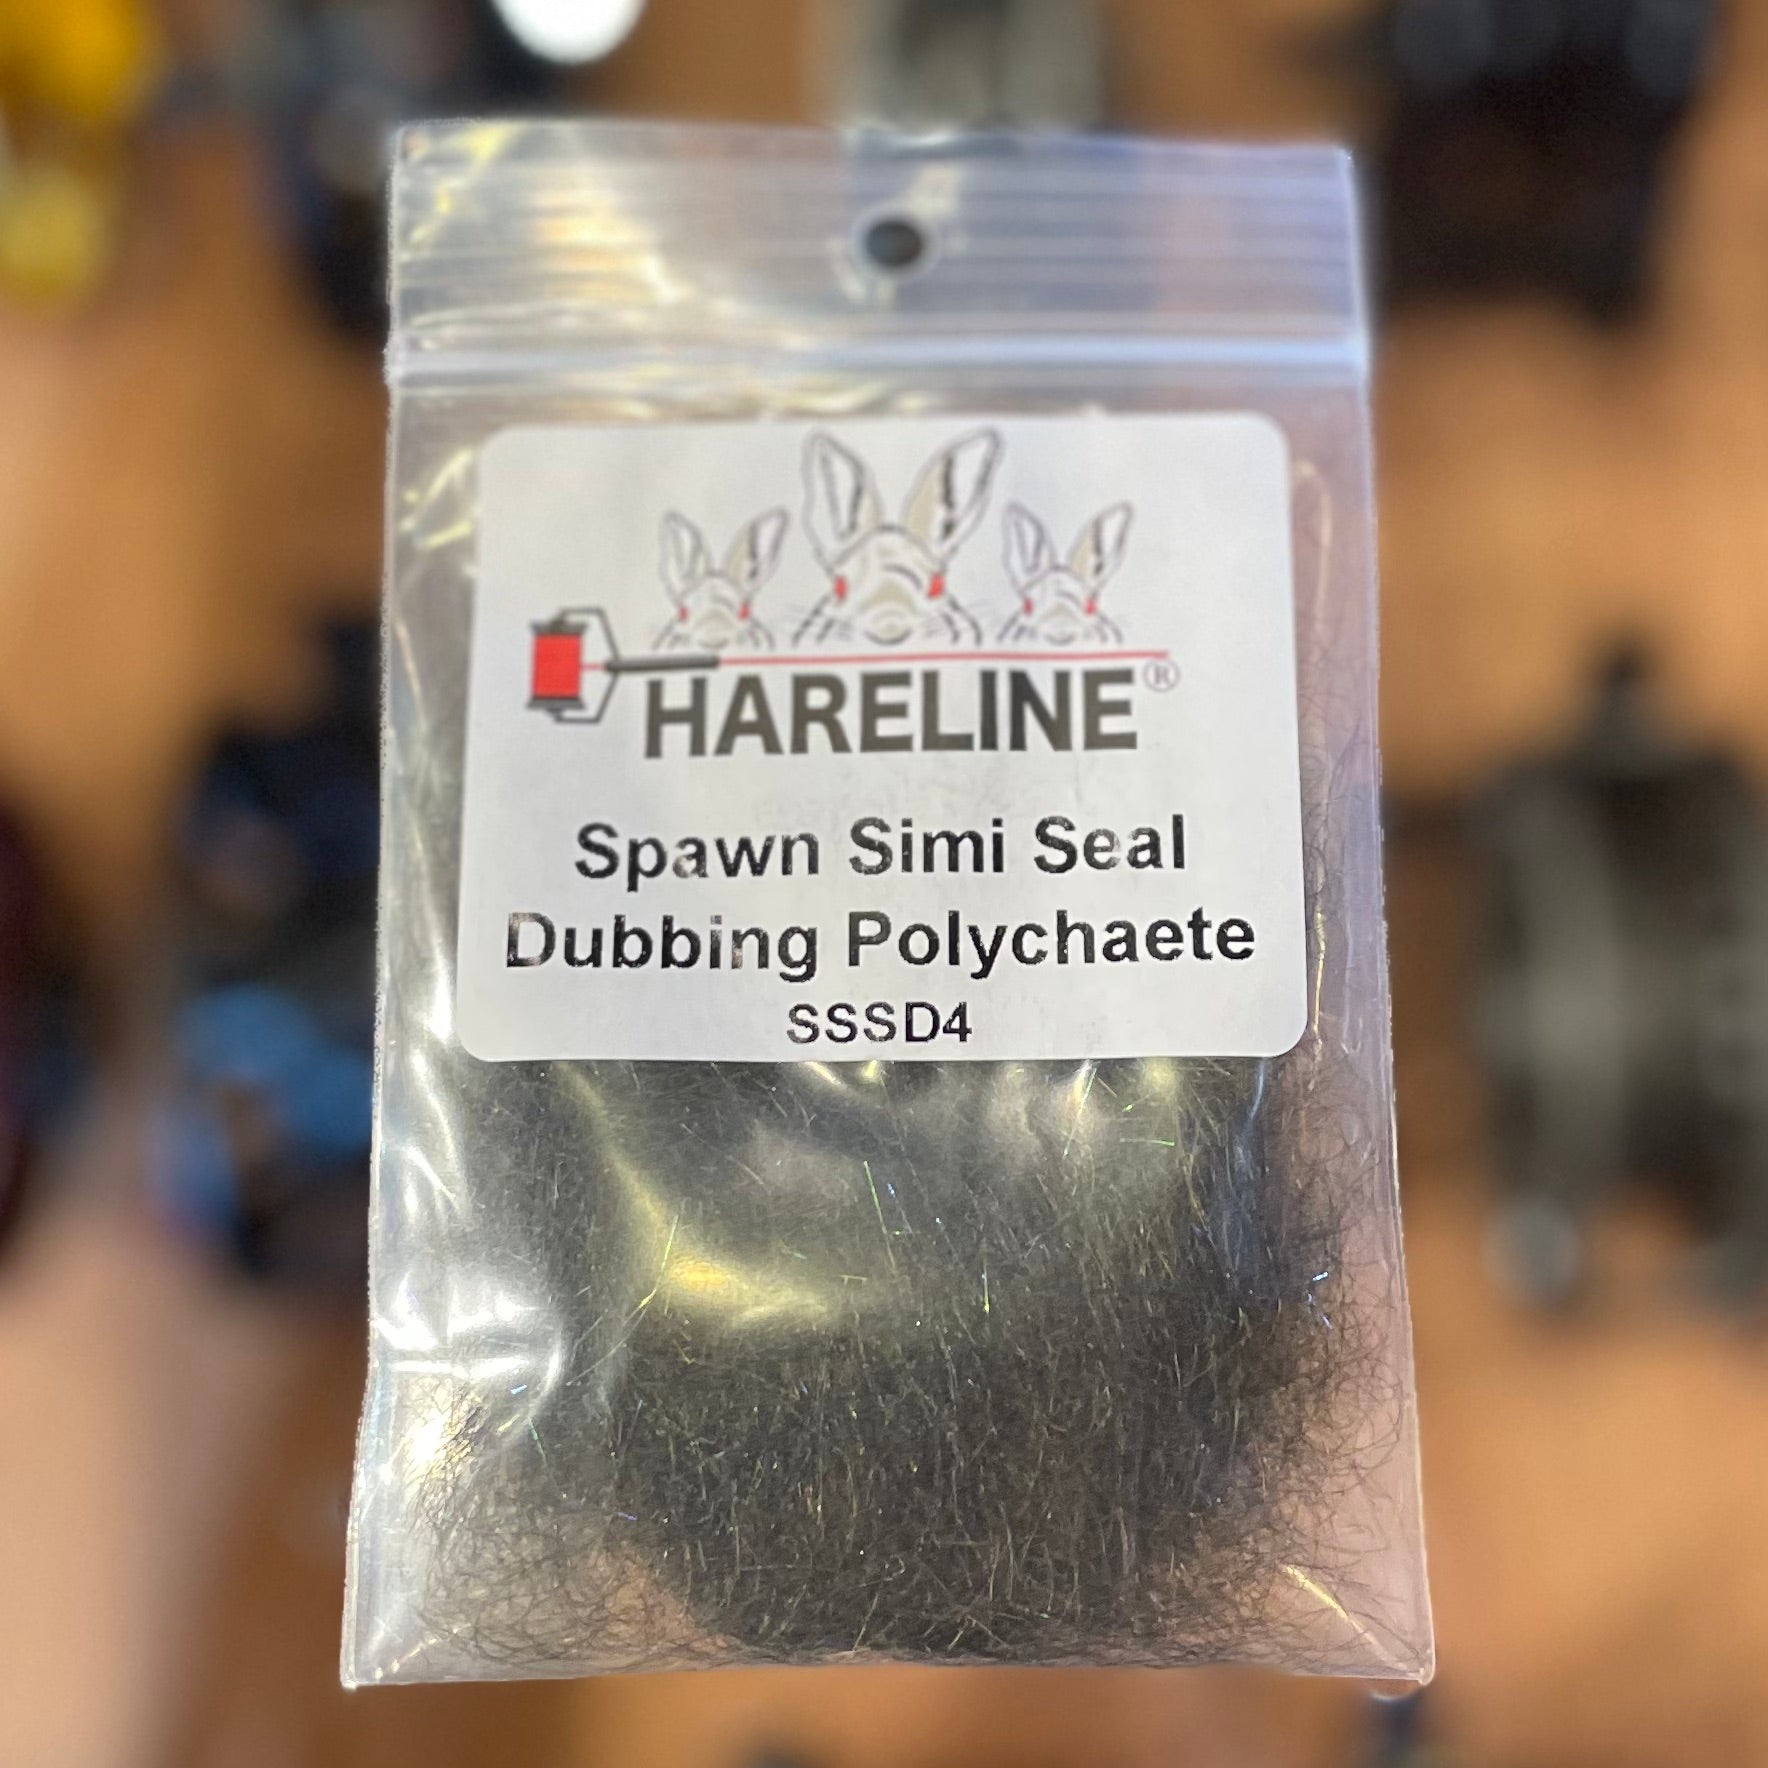 HARELINE®
Spawn Simi Seal
Dubbing Polychaete
SSSD4